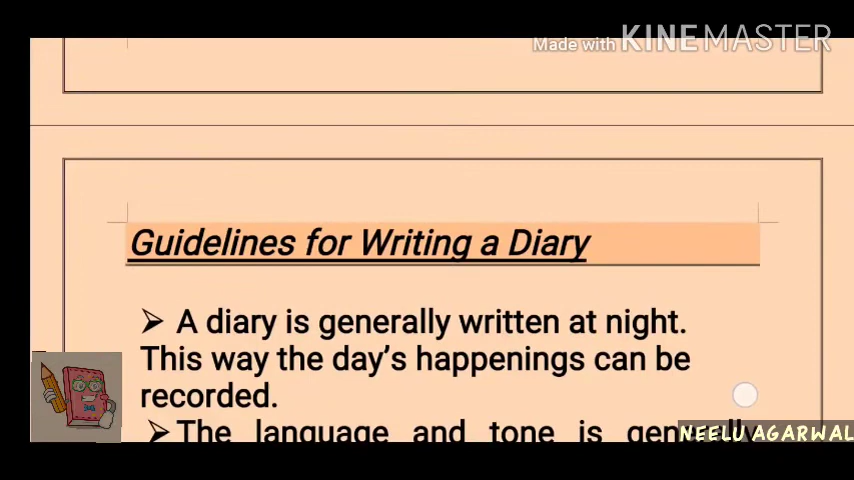 Made with KINEMASTER
Guidelines for Writing a Diary
➢ A diary is generally written at night.
This way the day's happenings can be
recorded.
➢ The language and tone is generally
NEELU AGARWAL